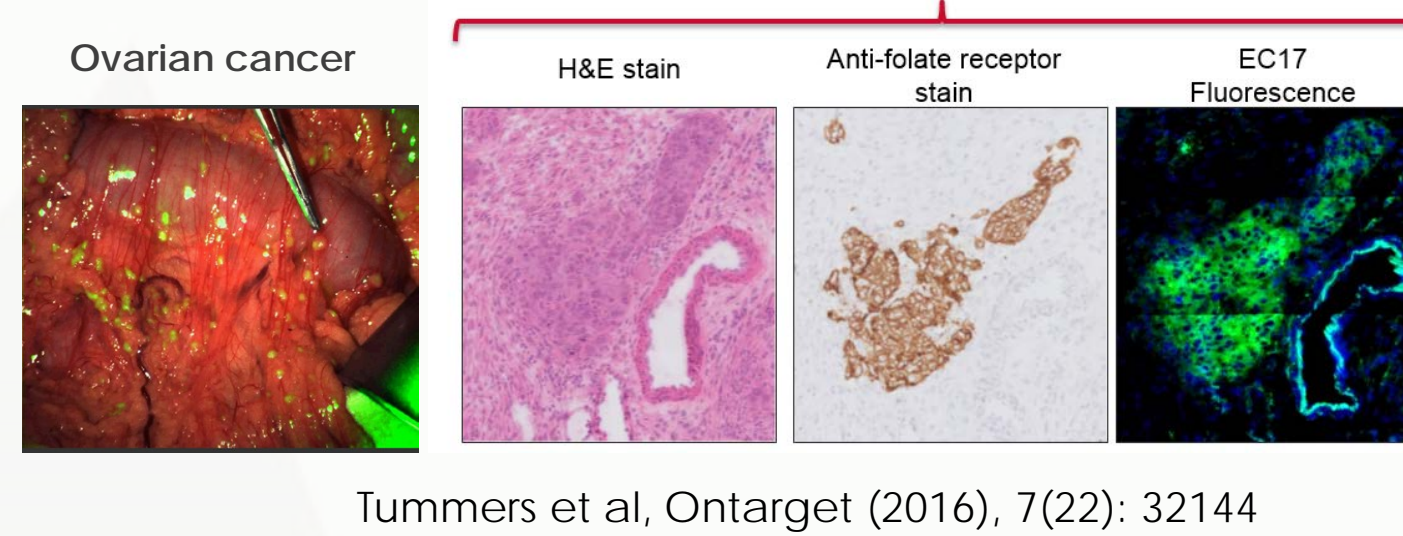 Ovarian cancer
H&E stain
Anti-folate receptor
stain
EC17
Fluorescence
Tummers et al, Ontarget (2016), 7(22): 32144